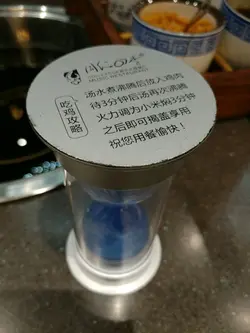 吃鸡攻略
汤水煮沸腾后放入鸡肉
待3分钟后汤再次沸腾
火力调为小火焖3分钟
之后即可揭盖享用
祝您用餐愉快！